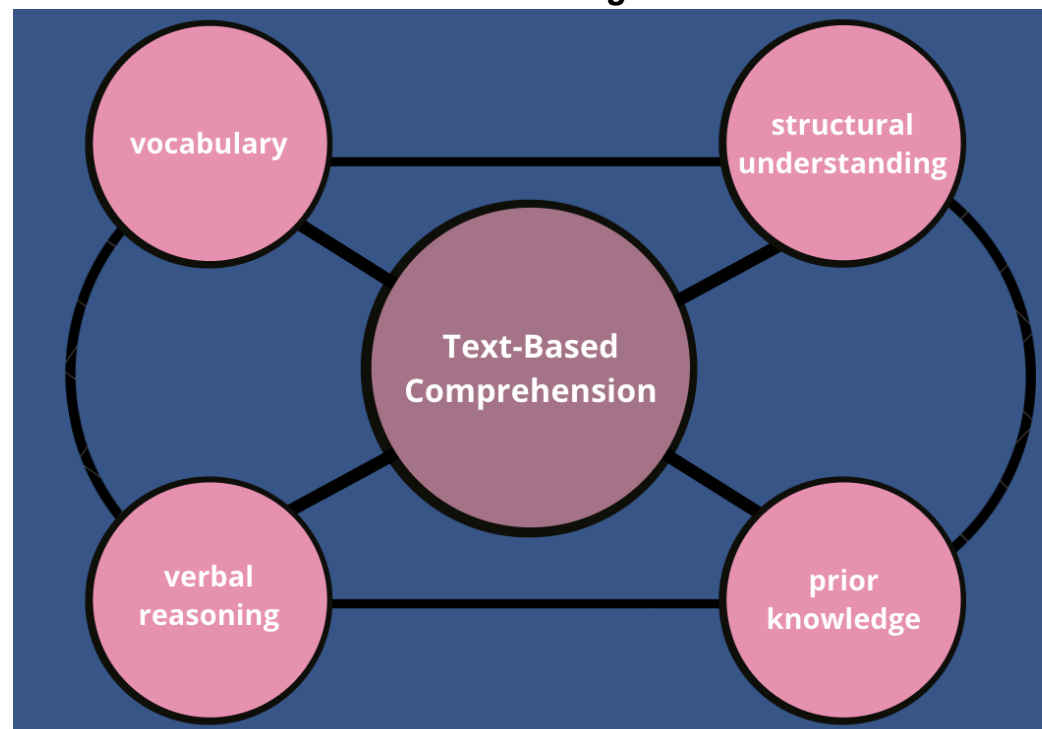 vocabulary
structural
understanding
Text-Based
Comprehension
verbal
reasoning
prior
knowledge